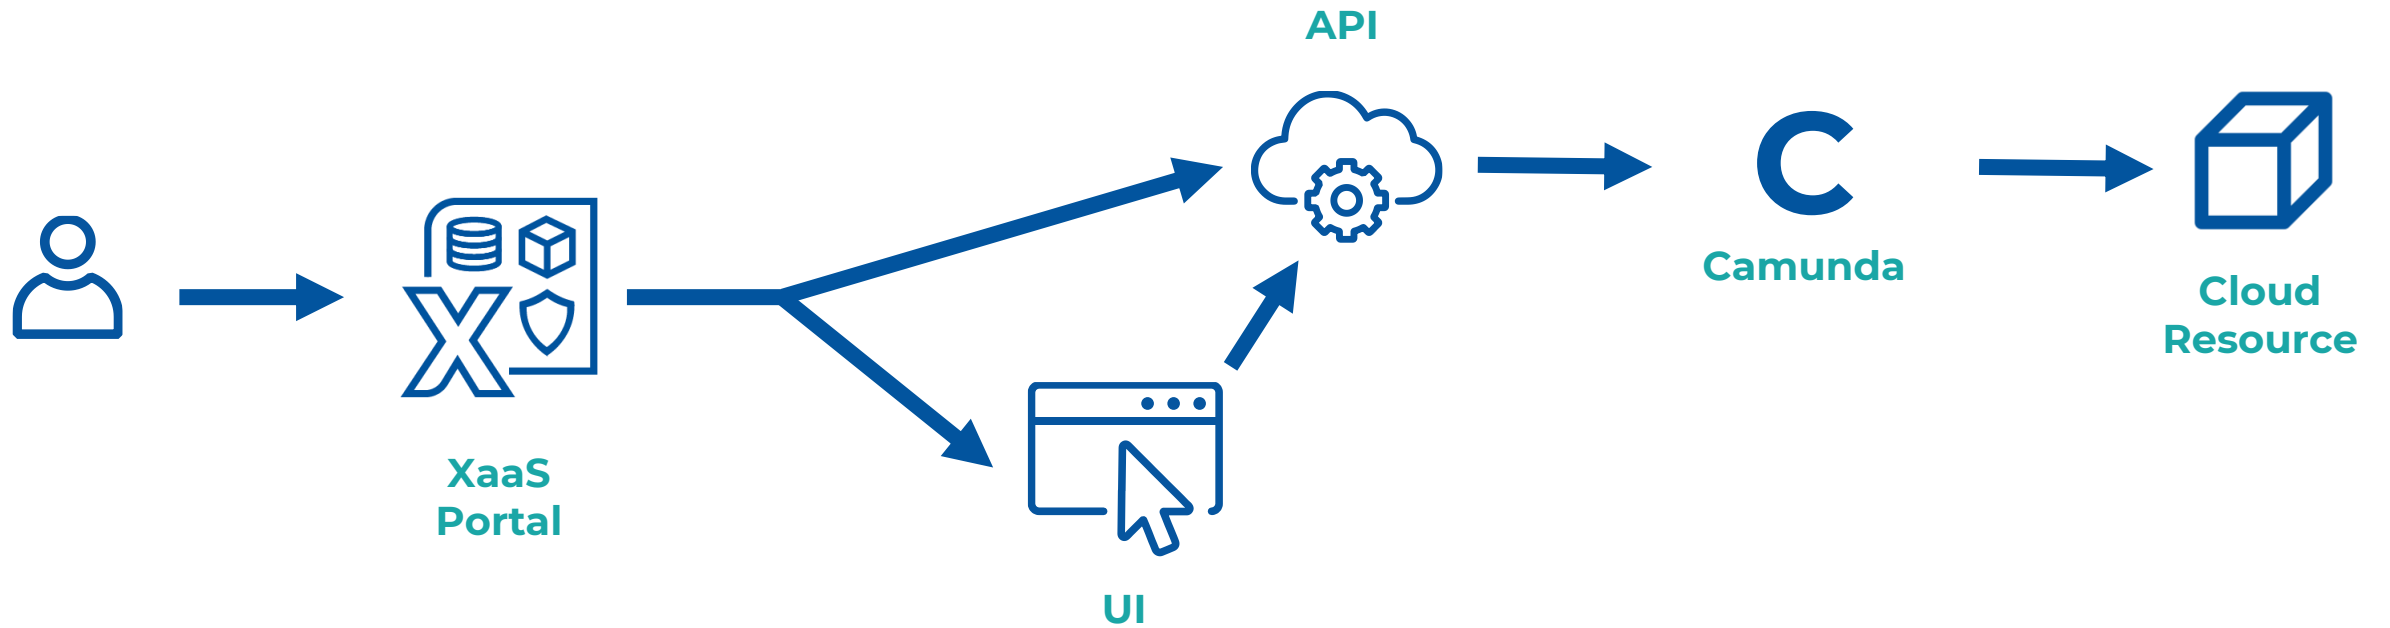 API
Camunda
Cloud
Resource
XaaS
Portal
UI